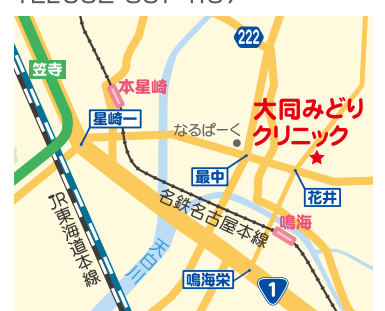 222
笠寺
本星崎
大同みどり
クリニック
星崎一
なるぱーく
最中
花井
名鉄名古屋本線
鳴海
JR東海道本線
天白川
鳴海栄
1